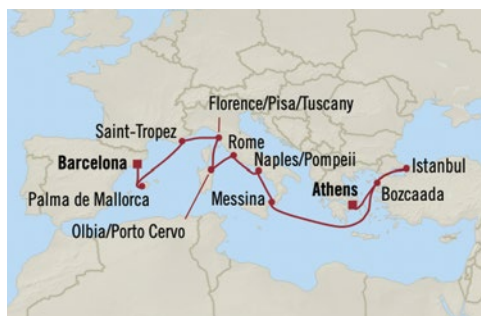 Florence/Pisa/Tuscany
Saint-Tropez
Rome
Barcelona
Naples/Pompeii
Istanbul
Palma de Mallorca
Messina
Athens
Bozcaada
Olbia/Porto Cervo